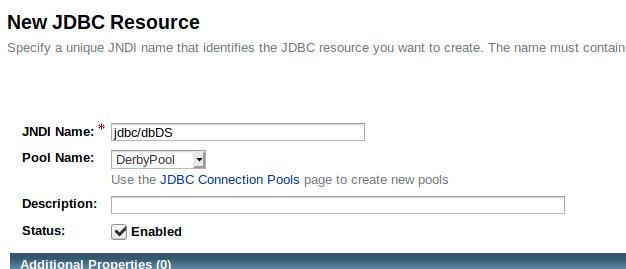 New JDBC Resource
Specify a unique JNDI name that identifies the JDBC resource you want to create. The name must contain
JNDI Name: * jdbc/dbDS
Pool Name: DerbyPool
Use the JDBC Connection Pools page to create new pools
Description:
Status: Enabled
Additional Properties (0)